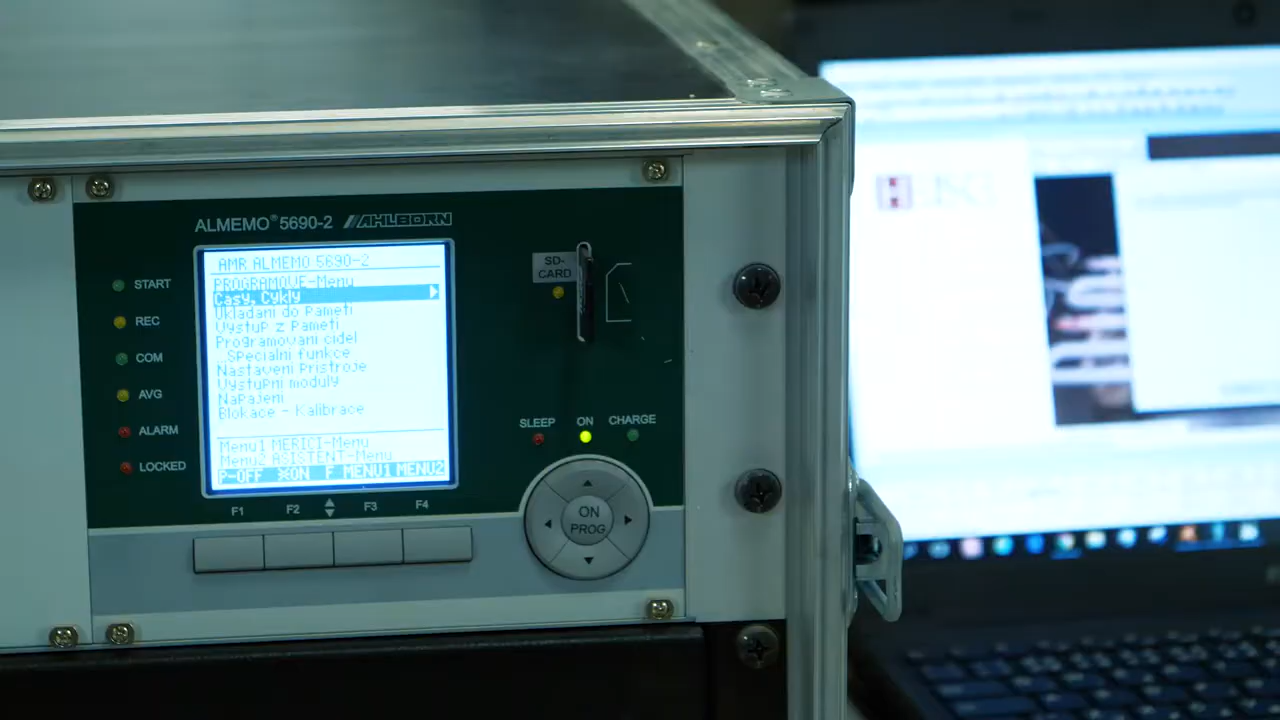 ALMEMO® 5690-2 AHLBORN
AMR ALMEMO 5690-2
PROGRAMOVE-Menu
Casy, Cykly
Ukladani do Pameti
Vystup z Pameti
Programovani cidel
..Specialni funkce
Nastaveni Pristroje
Vystupni moduly
Napajeni
Blokace - Kalibrace
Menu1 MERICI-Menu
Menu2 ASISTENT-Menu
P-OFF ※ON F MENU1 MENU2
START
REC
COM
AVG
ALARM
LOCKED
F1 F2 F3 F4
SD-
CARD
SLEEP ON CHARGE
ON
PROG